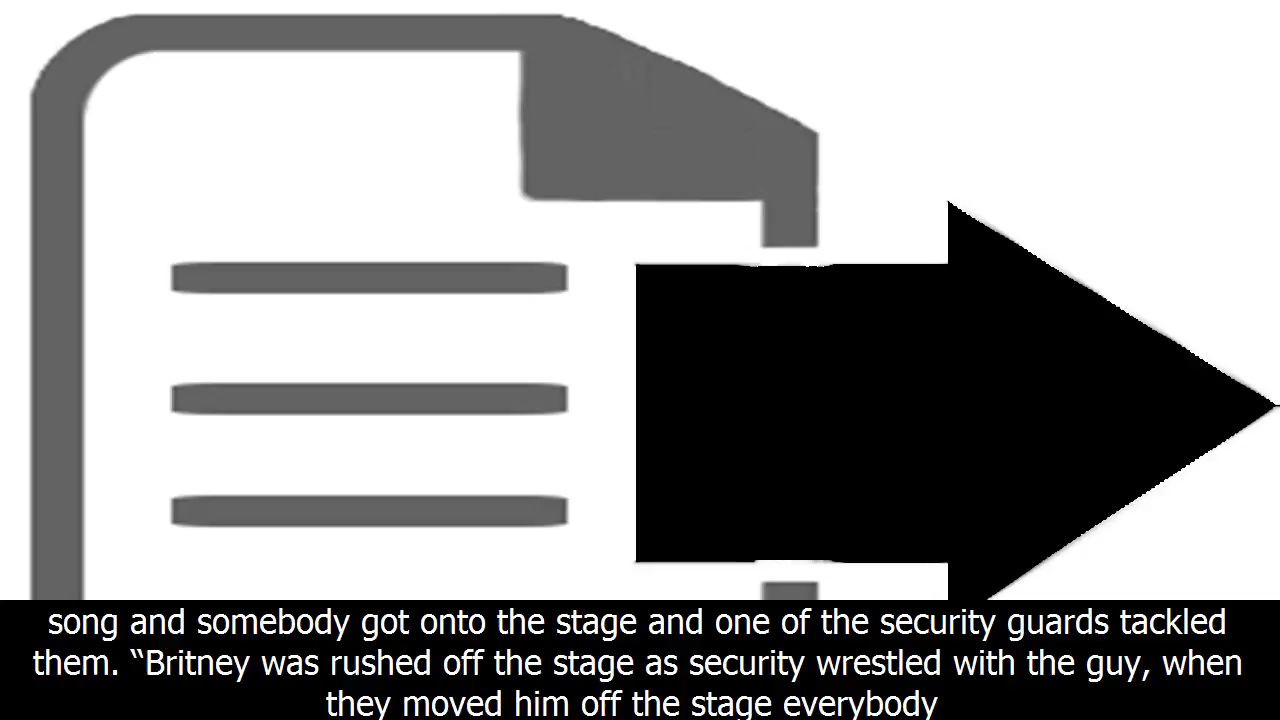 song and somebody got onto the stage and one of the security guards tackled
them. “Britney was rushed off the stage as security wrestled with the guy, when
they moved him off the stage everybody